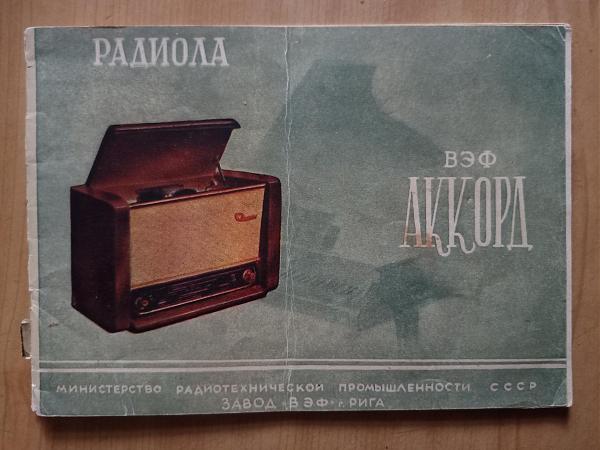 РАДИОЛА
ВЭФ
АККОРД
МИНИСТЕРСТВО РАДИОТЕХНИЧЕСКОЙ ПРОМЫШЛЕННОСТИ СССР
ЗАВОД «ВЭФ» г. РИГА